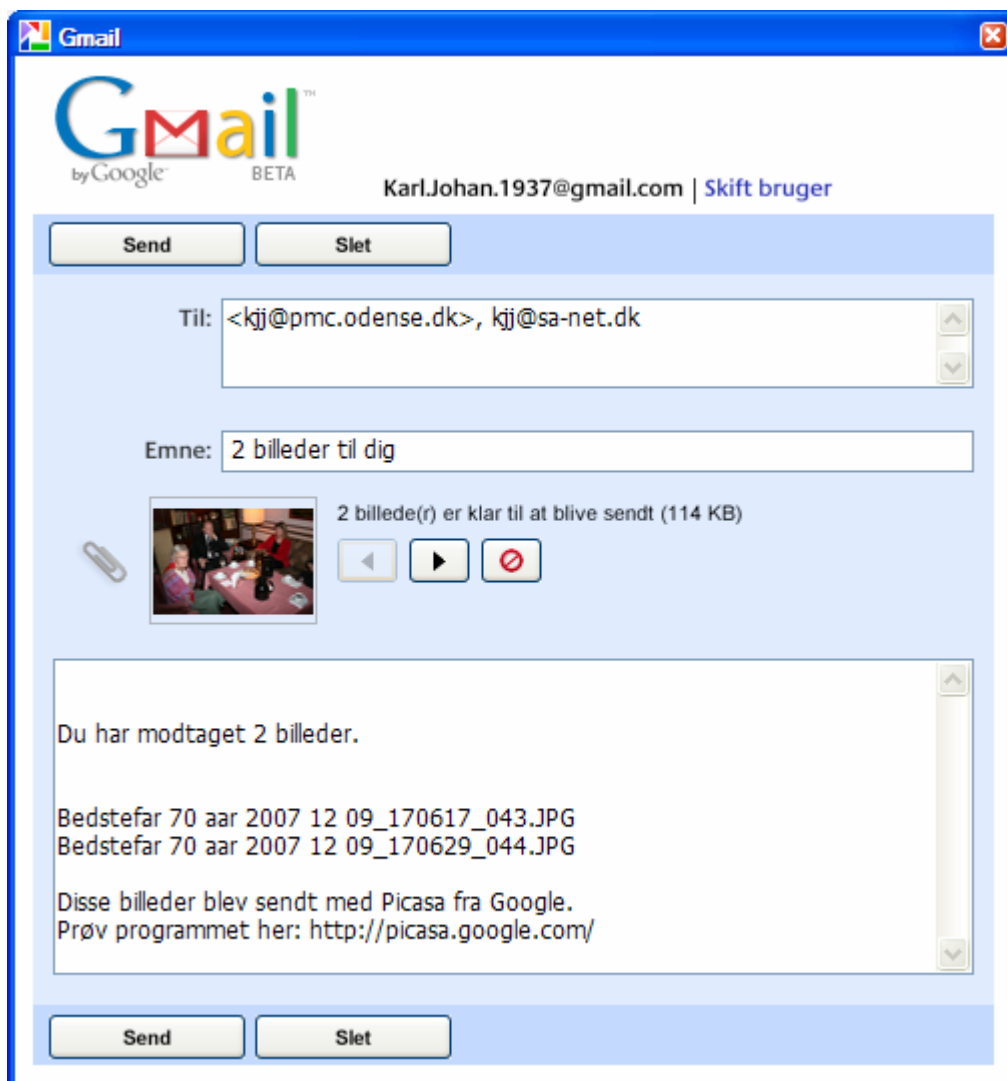 Gmail
Gmail™
by Google™ BETA
Karl.Johan.1937@gmail.com | Skift bruger
Send Slet
Til: <kjj@pmc.odense.dk>, kjj@sa-net.dk
Emne: 2 billeder til dig
2 billede(r) er klar til at blive sendt (114 KB)
Du har modtaget 2 billeder.
Bedstefar 70 aar 2007 12 09_170617_043.JPG
Bedstefar 70 aar 2007 12 09_170629_044.JPG
Disse billeder blev sendt med Picasa fra Google.
Prøv programmet her: http://picasa.google.com/
Send Slet